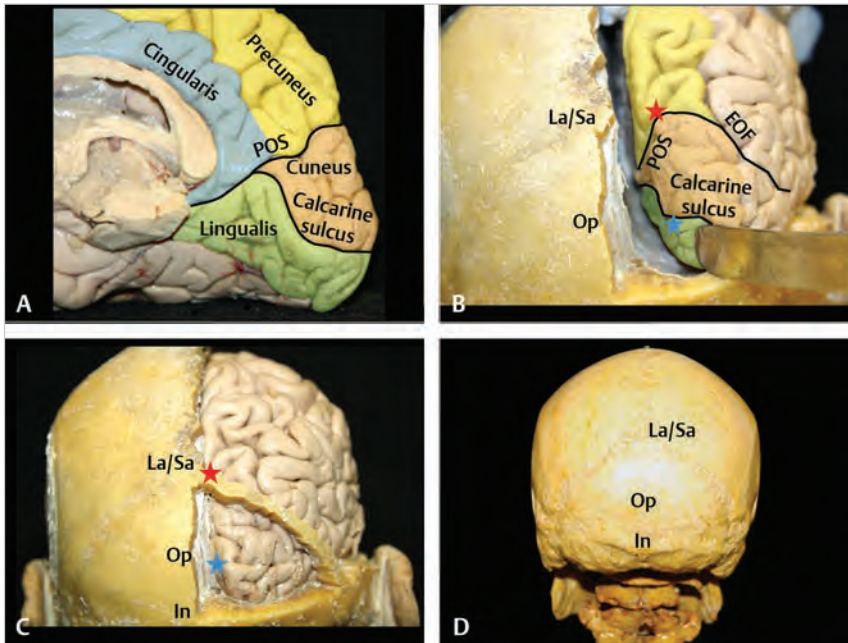 Cingularis
Precuneus
POS
Cuneus
Calcarine
sulcus
Lingualis
A
La/Sa
POS
EOF
Calcarine
sulcus
Op
B
La/Sa
Op
In
C
La/Sa
Op
In
D